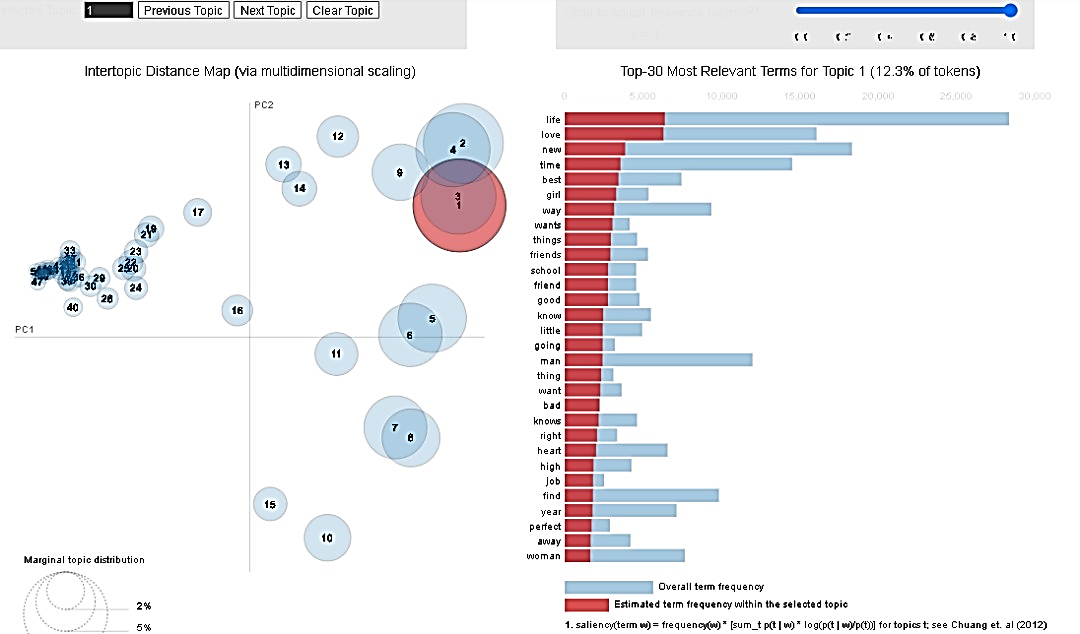 1 Previous Topic Next Topic Clear Topic
Intertopic Distance Map (via multidimensional scaling)
PC2
PC1
12
2
4
13
9
14
3
1
17
21
33
23
29
30
24
26
47
40
16
5
6
11
7
8
15
10
Marginal topic distribution
2%
5%
Top-30 Most Relevant Terms for Topic 1 (12.3% of tokens)
0 5,000 10,000 15,000 20,000 25,000 30,000
life
love
new
time
best
girl
way
wants
things
friends
school
friend
good
know
little
going
man
thing
want
bad
knows
right
heart
high
job
find
year
perfect
away
woman
Overall term frequency
Estimated term frequency within the selected topic
1. saliency(term w) = frequency(w) * [sum_t p(t | w) * log(p(t | w)/p(t))] for topics t; see Chuang et. al (2012)